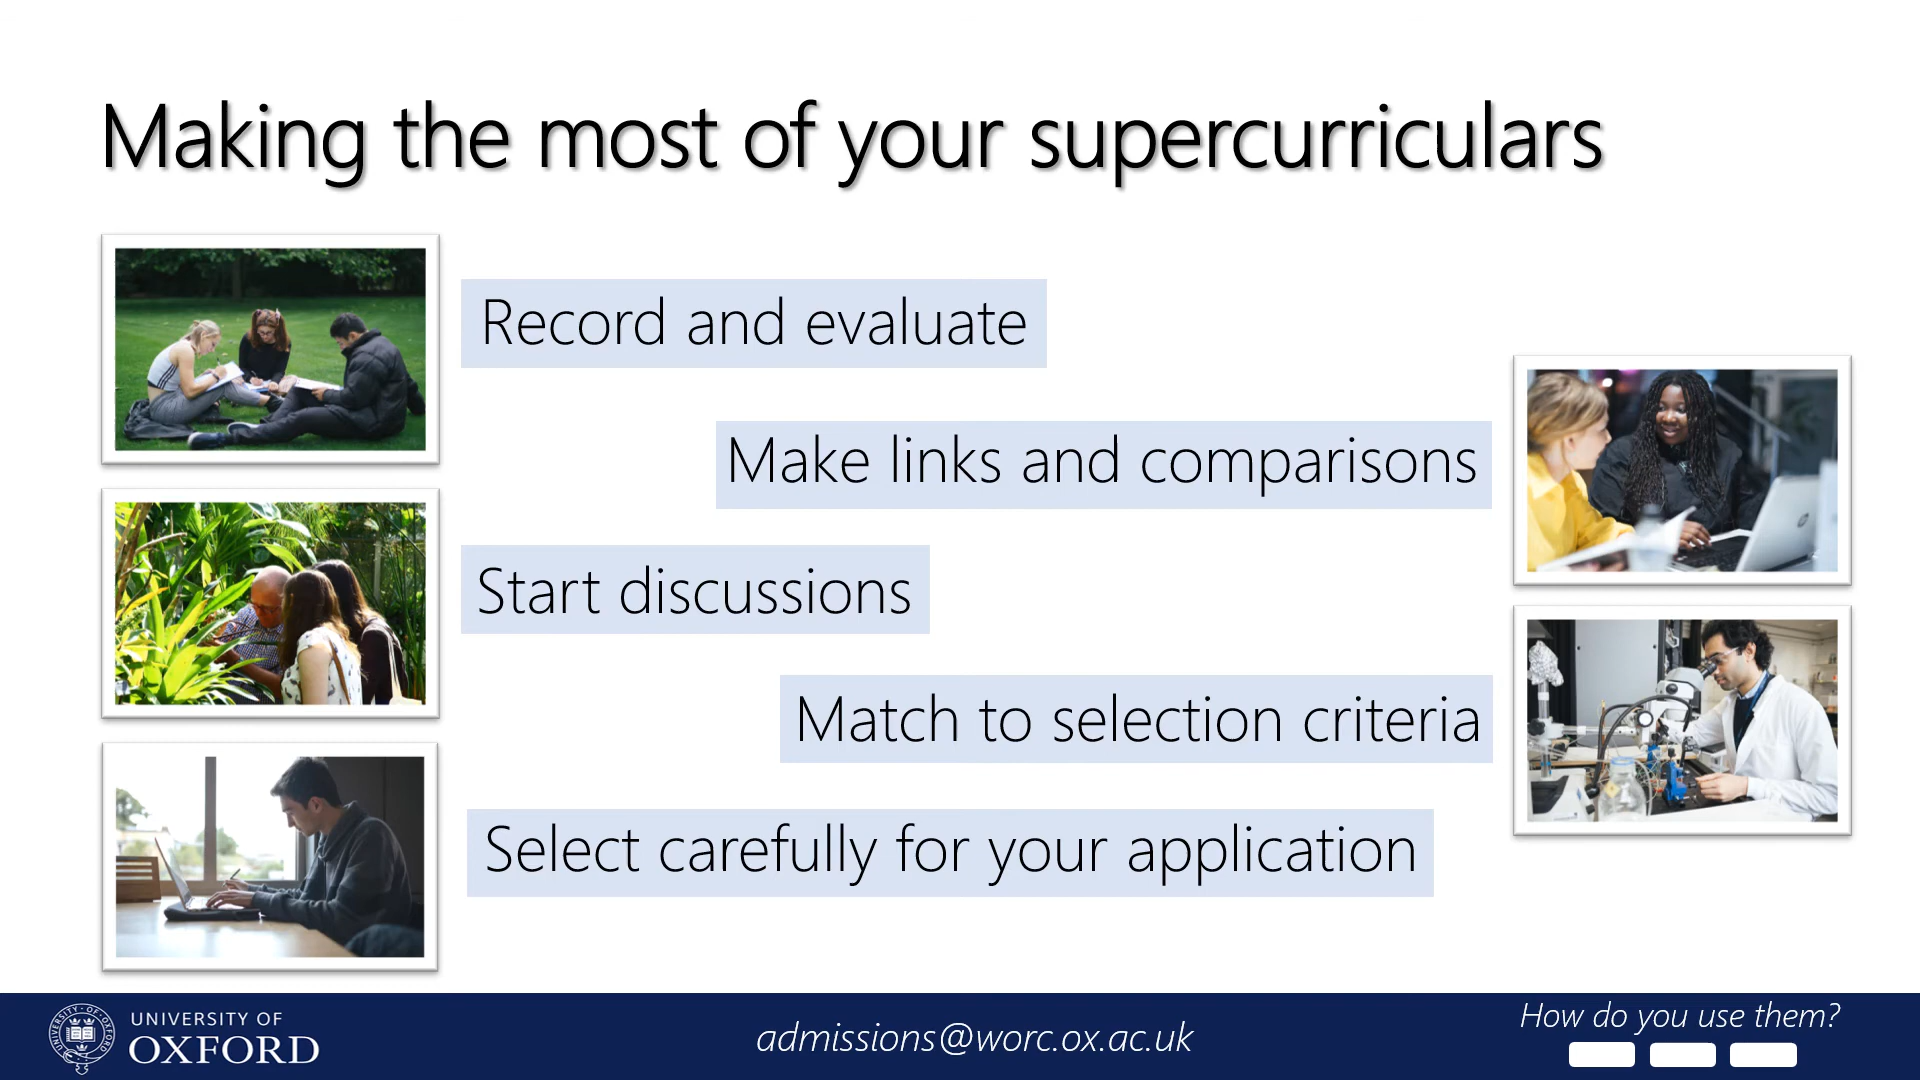 Making the most of your supercurriculars
Record and evaluate
Make links and comparisons
Start discussions
Match to selection criteria
Select carefully for your application
UNIVERSITY OF
OXFORD
admissions@worc.ox.ac.uk
How do you use them?